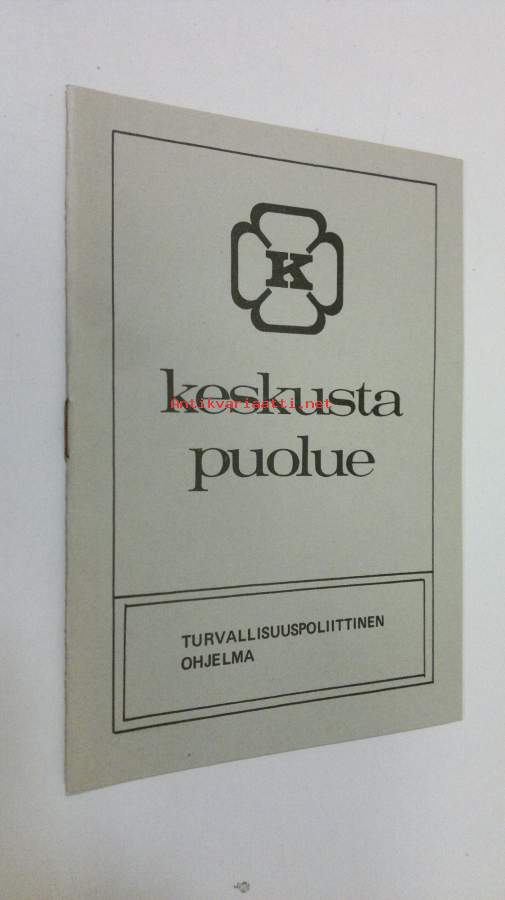 K
keskusta
Antikvariaatti.net
puolue
TURVALLISUUSPOLIITTINEN
OHJELMA